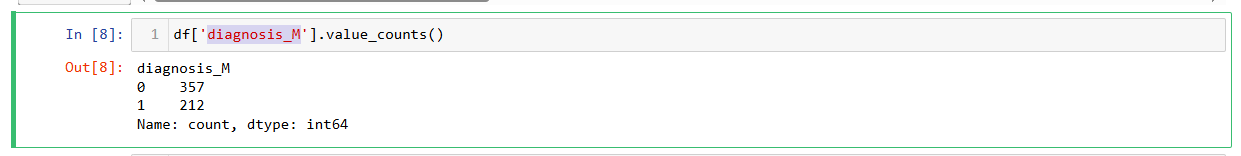 In [8]: 1 df['diagnosis_M'].value_counts()
Out[8]: diagnosis_M
0 357
1 212
Name: count, dtype: int64